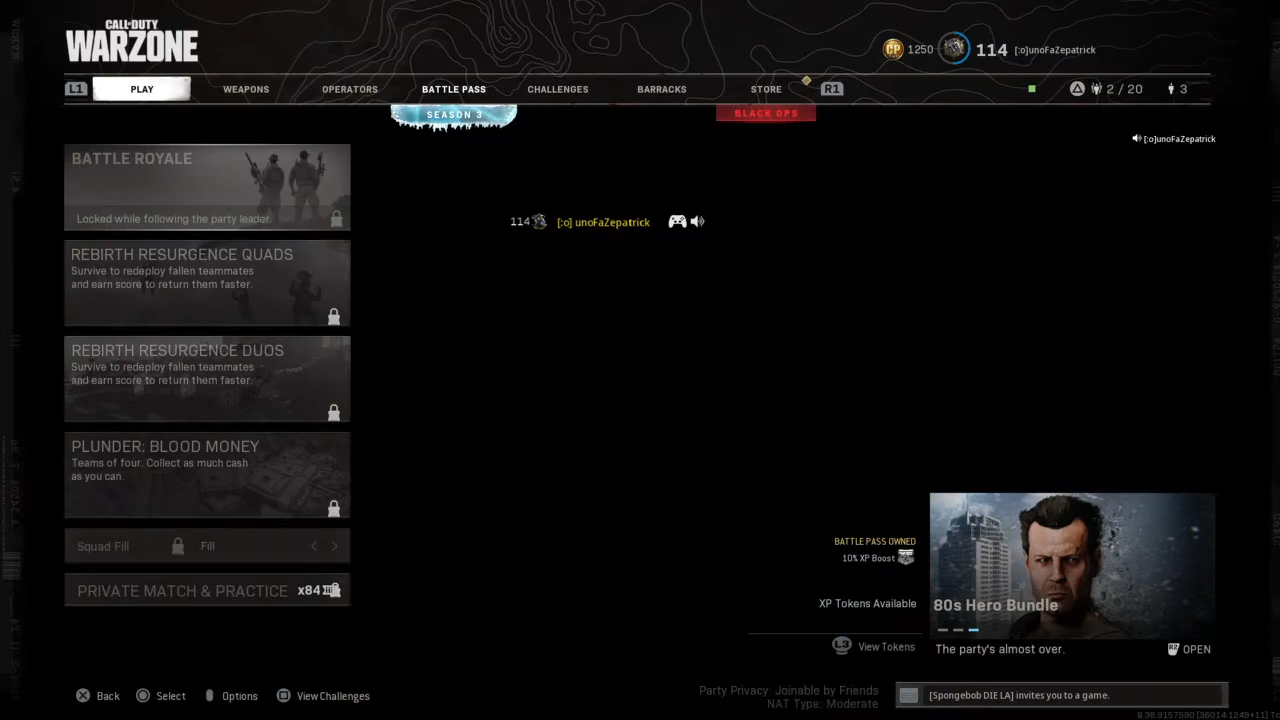 CALL OF DUTY
WARZONE
CP 1250 114 [:o]unoFaZepatrick
L1 PLAY WEAPONS OPERATORS BATTLE PASS CHALLENGES BARRACKS STORE R1 2 / 20 3
SEASON 3 BLACK OPS
[:o]unoFaZepatrick
BATTLE ROYALE
Locked while following the party leader
114 [:o] unoFaZepatrick
REBIRTH RESURGENCE QUADS
Survive to redeploy fallen teammates
and earn score to return them faster.
REBIRTH RESURGENCE DUOS
Survive to redeploy fallen teammates
and earn score to return them faster.
PLUNDER: BLOOD MONEY
Teams of four. Collect as much cash
as you can.
Squad Fill Fill
PRIVATE MATCH & PRACTICE x84
BATTLE PASS OWNED
10% XP Boost
XP Tokens Available
L3 View Tokens
80s Hero Bundle
The party's almost over.
R2 OPEN
Back Select Options View Challenges
Party Privacy: Joinable by Friends
NAT Type: Moderate
[Spongebob DIE LA] invites you to a game.